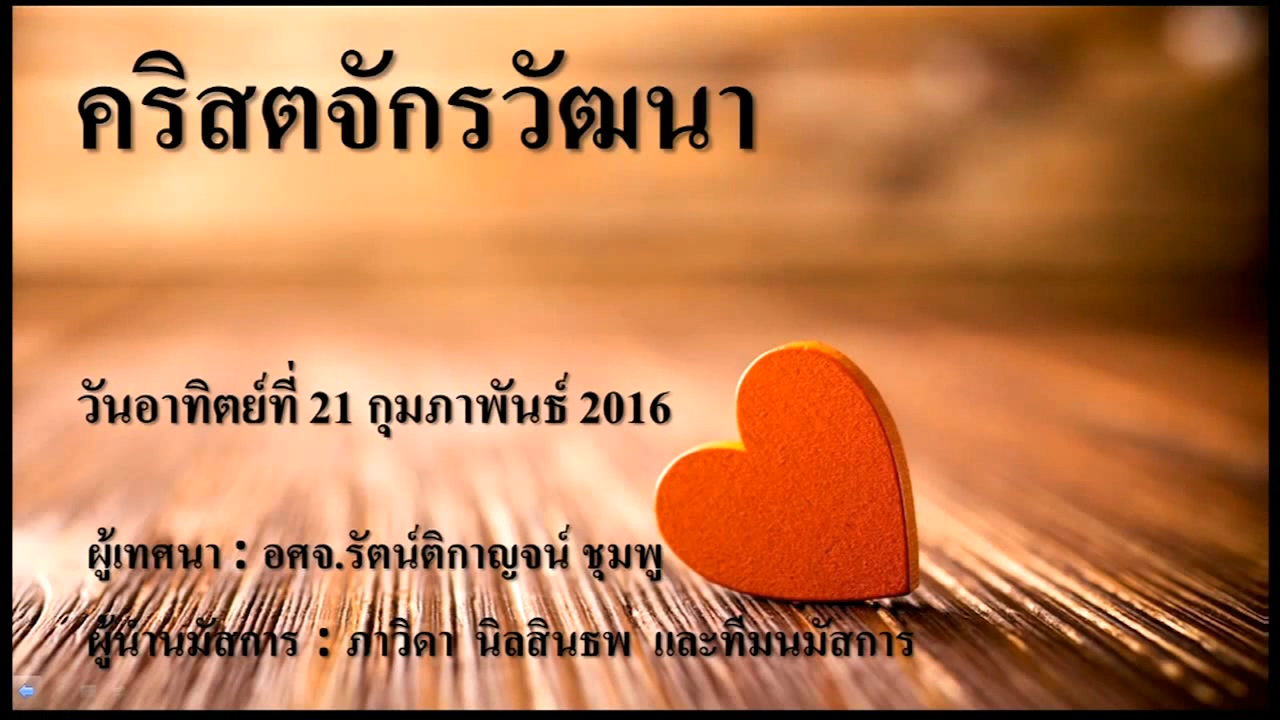 คริสตจักรวัฒนา
วันอาทิตย์ที่ 21 กุมภาพันธ์ 2016
ผู้เทศนา : อศจ.รัตน์ติกาญจน์ ชุมพู
ผู้นำนมัสการ : ภาวิดา นิลสินธพ และทีมนมัสการ